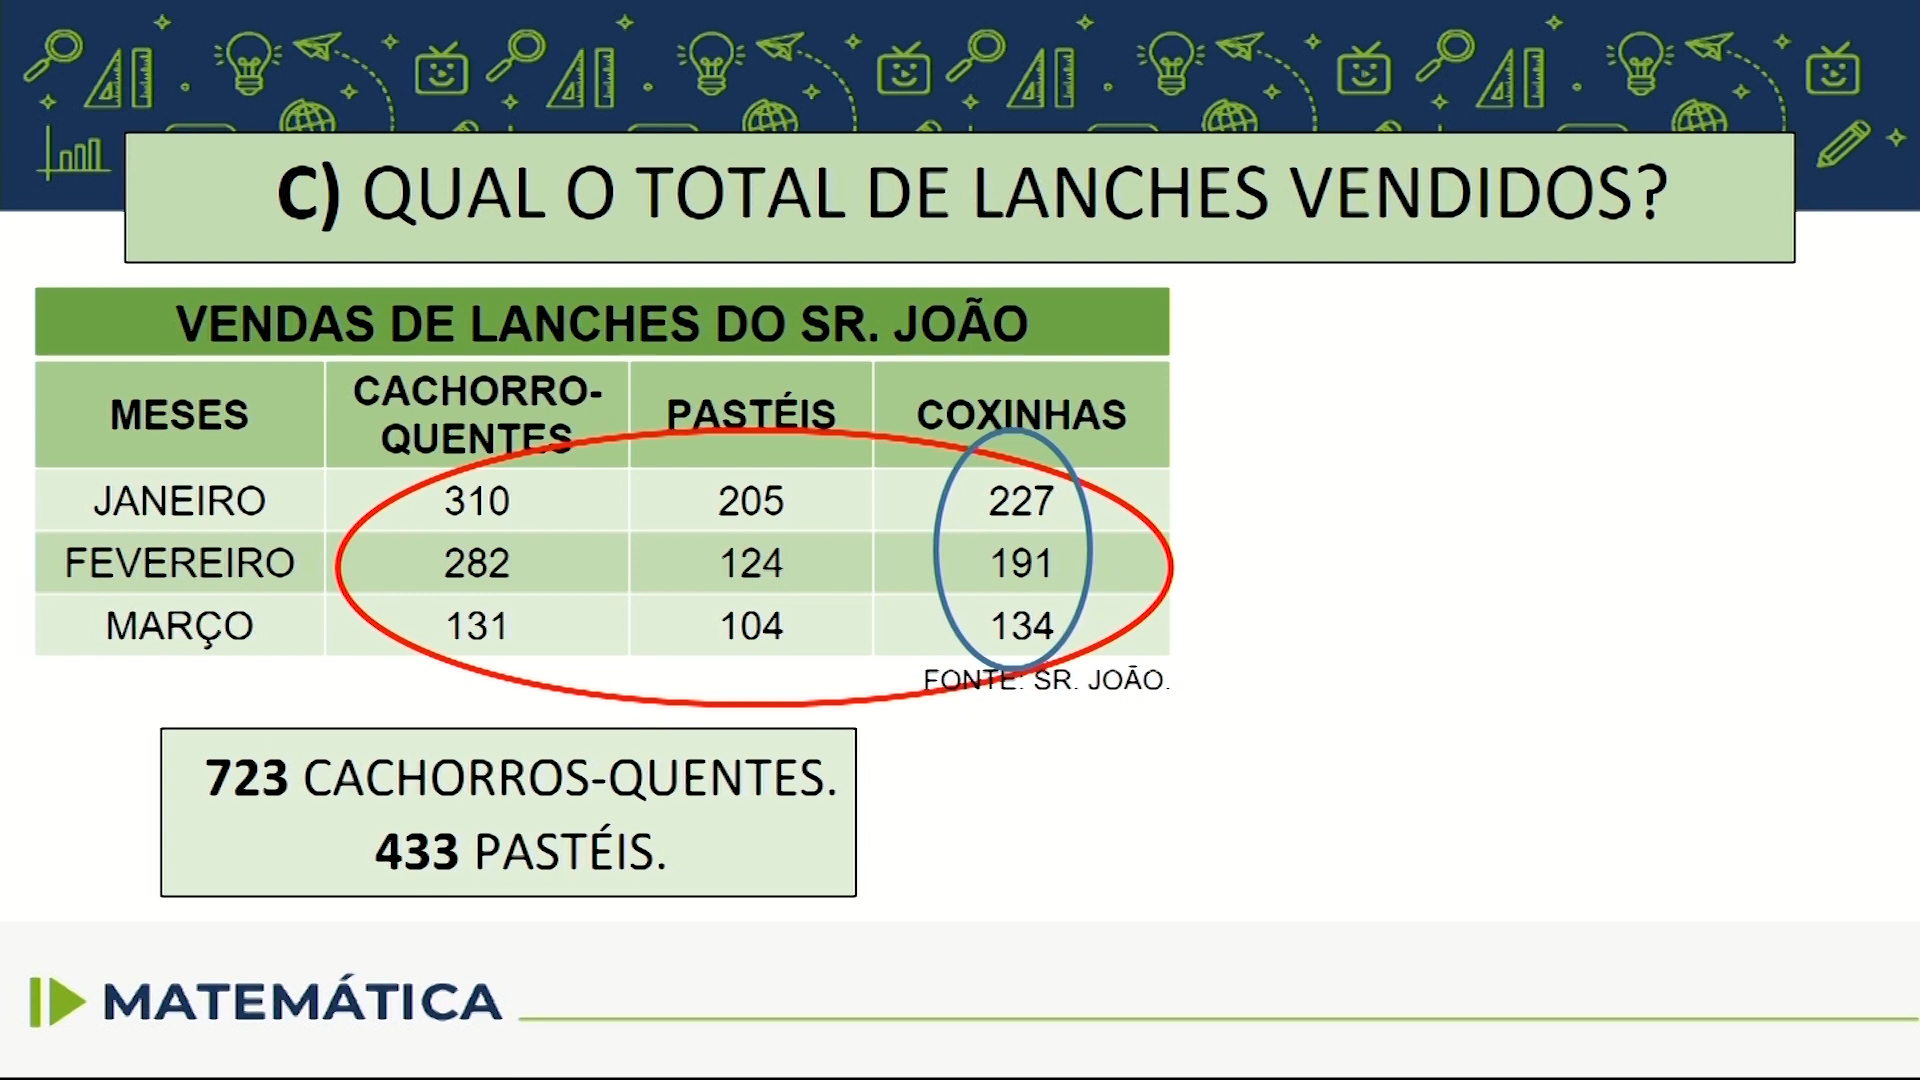 C) QUAL O TOTAL DE LANCHES VENDIDOS?
VENDAS DE LANCHES DO SR. JOÃO
MESES CACHORRO-QUENTES PASTÉIS COXINHAS
JANEIRO 310 205 227
FEVEREIRO 282 124 191
MARÇO 131 104 134
FONTE: SR. JOÃO.
723 CACHORROS-QUENTES.
433 PASTÉIS.
MATEMÁTICA